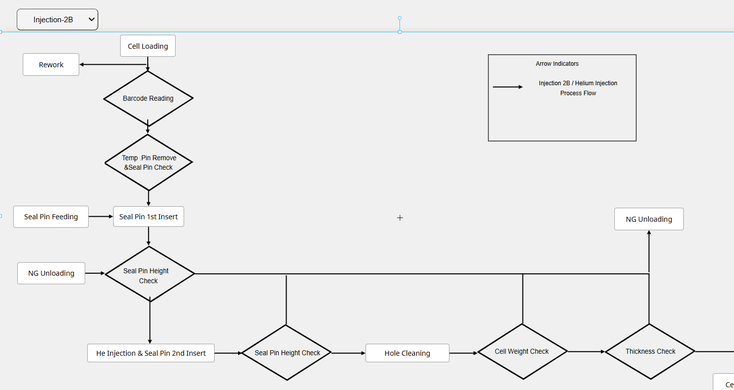 Injection-2B
Cell Loading
Rework
Arrow Indicators
Injection 2B / Helium Injection
Process Flow
Barcode Reading
Temp .Pin Remove
&Seal Pin Check
Seal Pin Feeding
Seal Pin 1st Insert
NG Unloading
NG Unloading
Seal Pin Height
Check
He Injection & Seal Pin 2nd Insert
Seal Pin Height Check
Hole Cleaning
Cell Weight Check
Thickness Check